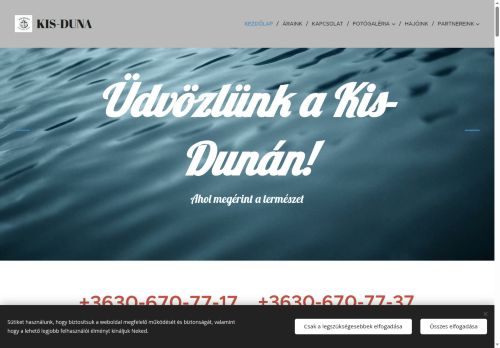 KIS-DUNA
KEZDŐLAP / ÁRAINK / KAPCSOLAT / FOTÓGALÉRIA / HAJÓINK / PARTNEREINK
Üdvözlünk a Kis-
Dunán!
Ahol megérint a természet
+3630-670-77-17 +3630-670-77-37
Sütiket használunk, hogy biztosítsuk a weboldal megfelelő működését és biztonságát, valamint
hogy a lehető legjobb felhasználói élményt kínáljuk Neked.
Csak a legszükségesebbek elfogadása
Összes elfogadása